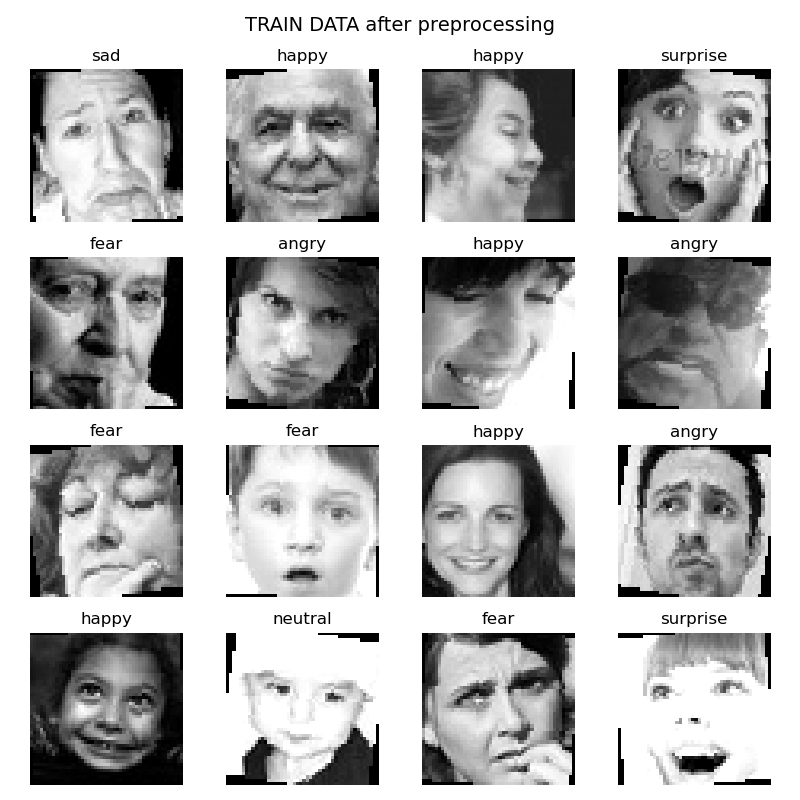 TRAIN DATA after preprocessing
sad happy happy surprise
fear angry happy angry
fear fear happy angry
happy neutral fear surprise